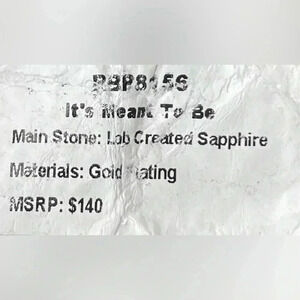 RBP8156
It's Meant To Be
Main Stone: Lab Created Sapphire
Materials: Gold Plating
MSRP: $140